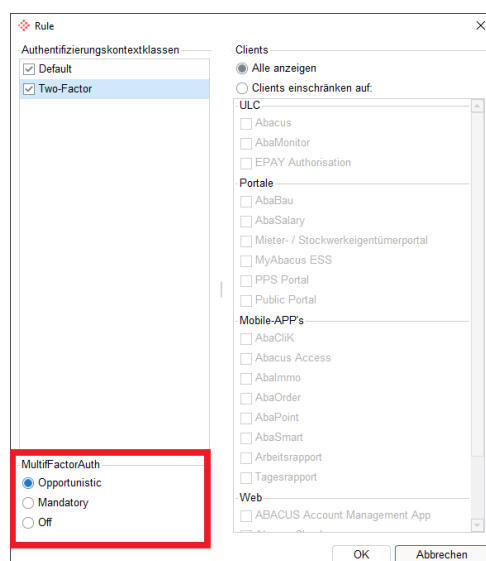 Rule
Authentifizierungskontextklassen
Default
Two-Factor
MultifFactorAuth
Opportunistic
Mandatory
Off
Clients
Alle anzeigen
Clients einschränken auf:
ULC
Abacus
AbaMonitor
EPAY Authorisation
Portale
AbaBau
AbaSalary
Mieter- / Stockwerkeigentümerportal
MyAbacus ESS
PPS Portal
Public Portal
Mobile-APP's
AbaCliK
Abacus Access
AbaImmo
AbaOrder
AbaPoint
AbaSmart
Arbeitsrapport
Tagesrapport
Web
ABACUS Account Management App
OK
Abbrechen